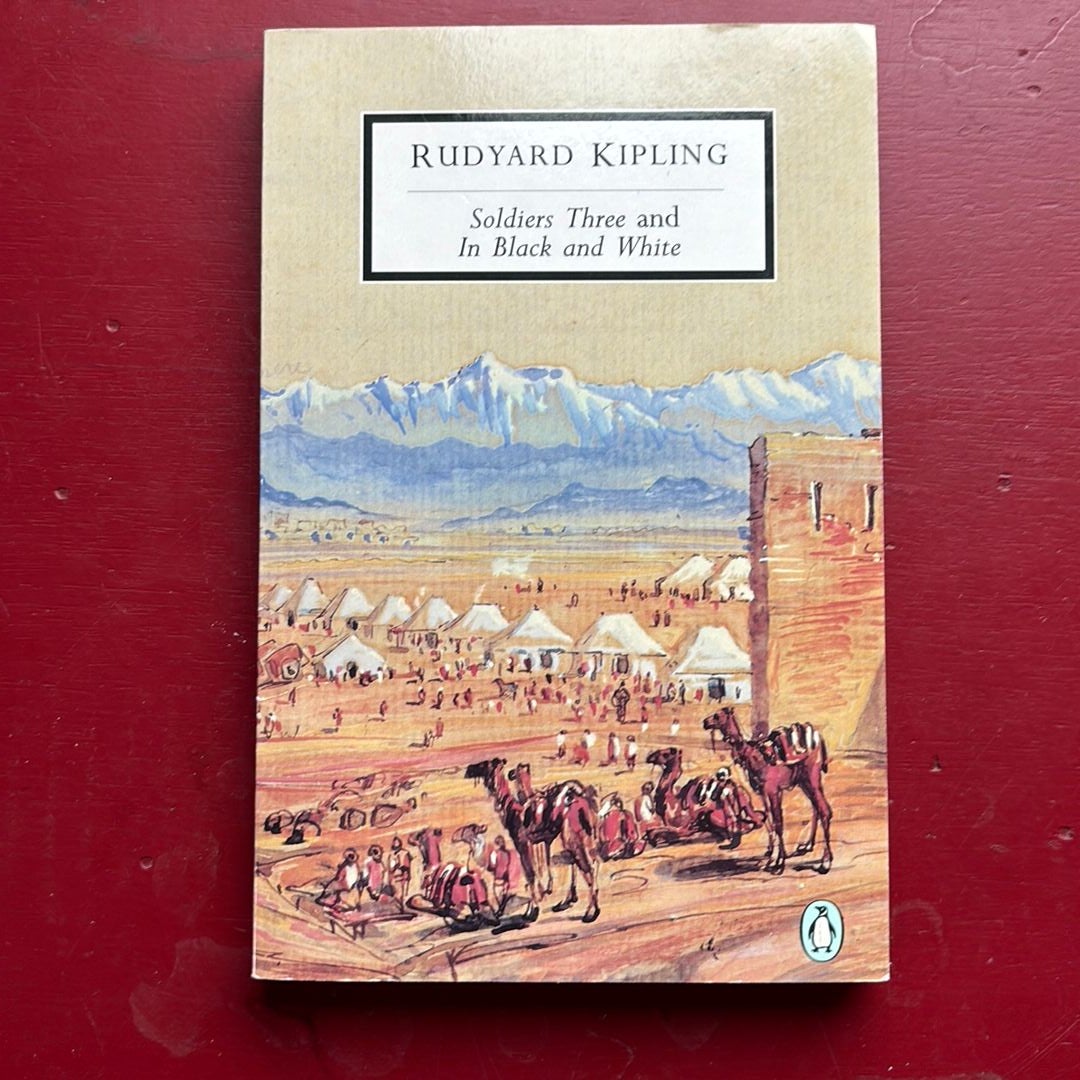 RUDYARD KIPLING
Soldiers Three and
In Black and White